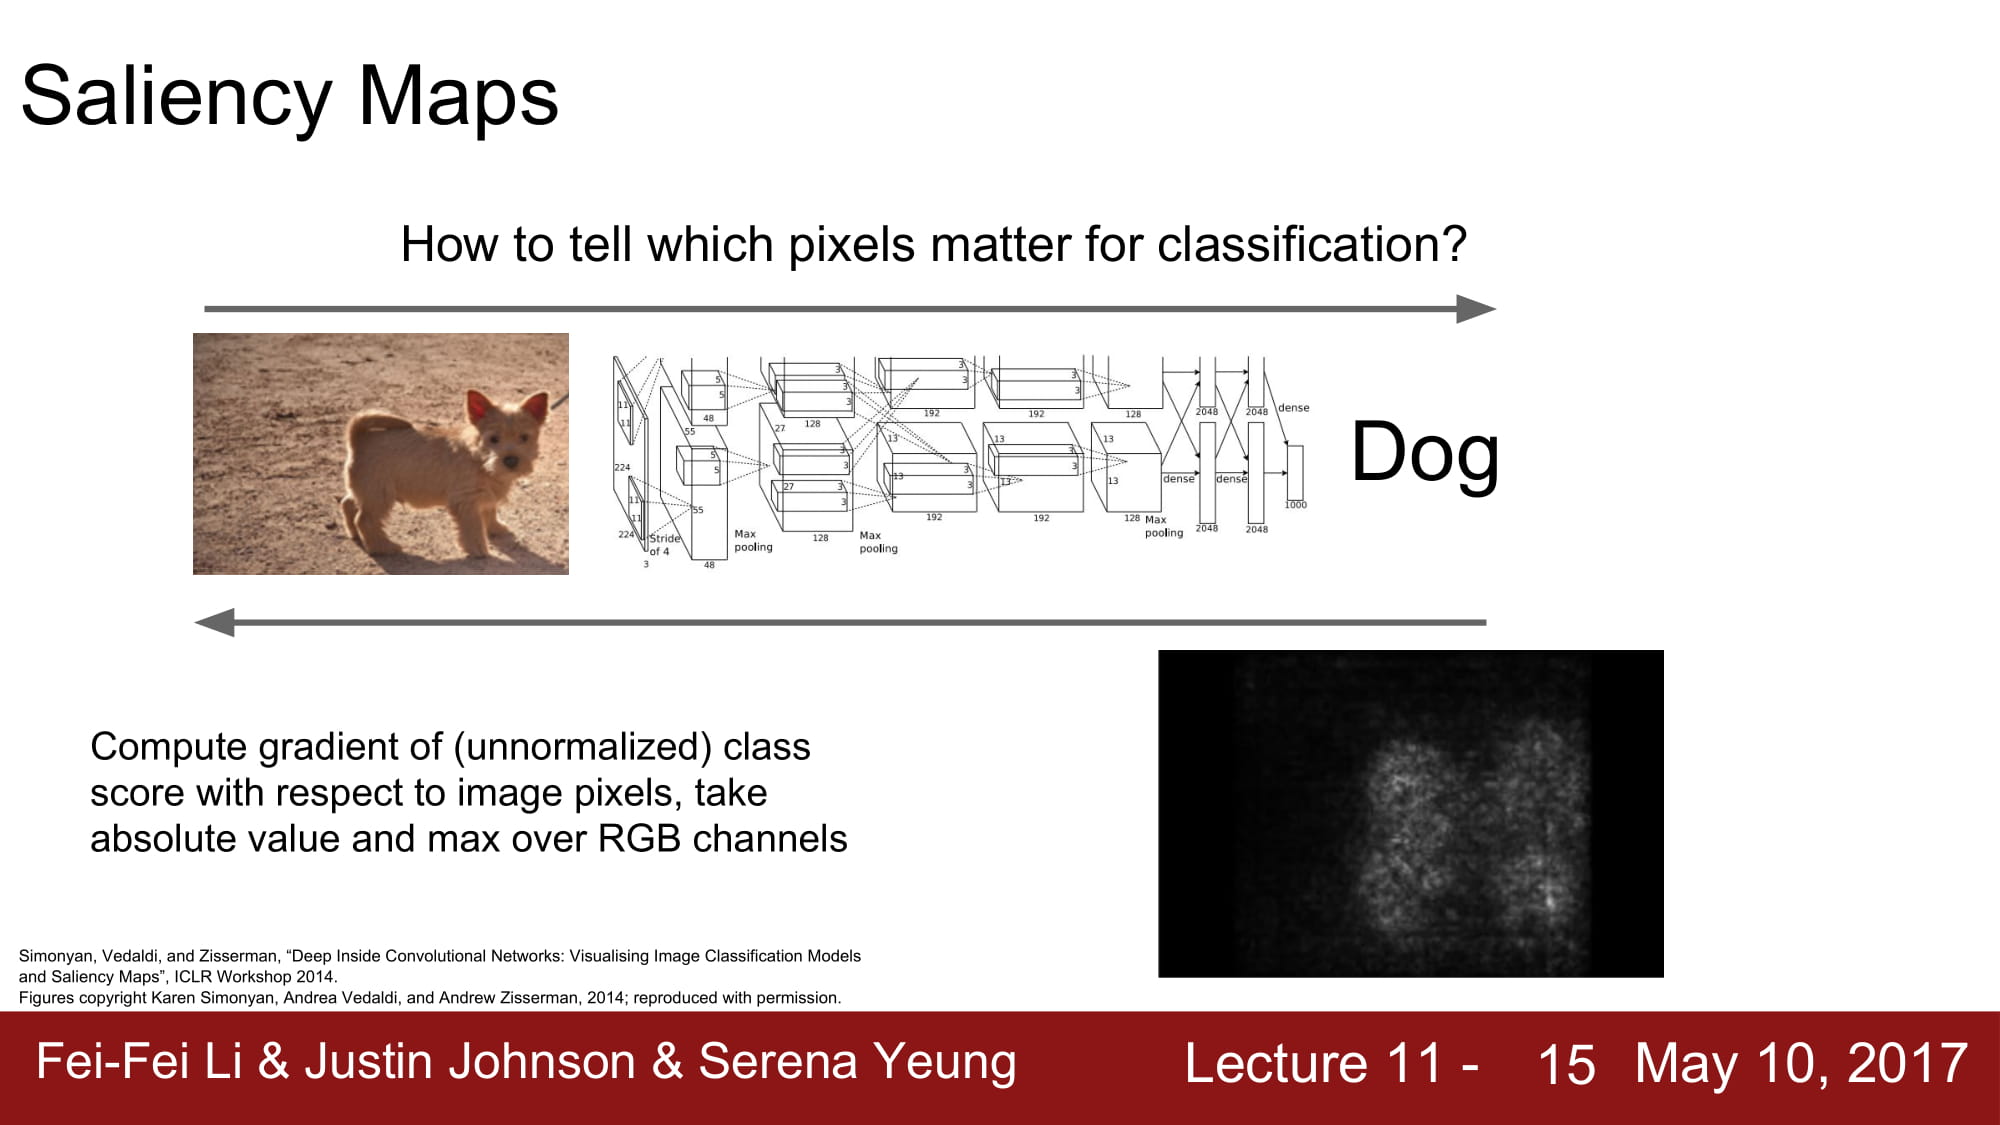 Saliency Maps
How to tell which pixels matter for classification?
11
11
224
11
11
224
3
Stride
of 4
5
5
48
55
5
5
55
48
Max
pooling
3
3
3
27
128
3
3
27
3
3
128
Max
pooling
3
3
192
13
3
3
13
192
3
3
192
13
3
3
13
192
128
13
13
128
Max
pooling
dense
2048
2048
dense
2048
2048
dense
1000
Dog
Compute gradient of (unnormalized) class
score with respect to image pixels, take
absolute value and max over RGB channels
Simonyan, Vedaldi, and Zisserman, “Deep Inside Convolutional Networks: Visualising Image Classification Models
and Saliency Maps”, ICLR Workshop 2014.
Figures copyright Karen Simonyan, Andrea Vedaldi, and Andrew Zisserman, 2014; reproduced with permission.
Fei-Fei Li & Justin Johnson & Serena Yeung Lecture 11 - 15 May 10, 2017